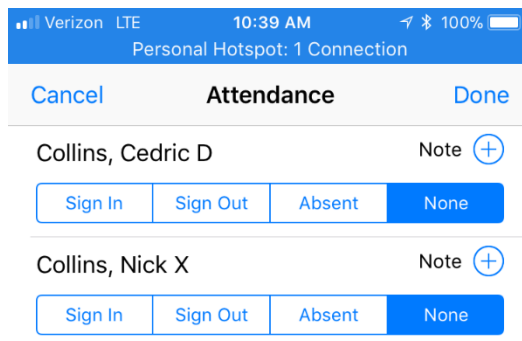 Verizon LTE 10:39 AM 100%
Personal Hotspot: 1 Connection
Cancel Attendance Done
Collins, Cedric D Note
Sign In Sign Out Absent None
Collins, Nick X Note
Sign In Sign Out Absent None